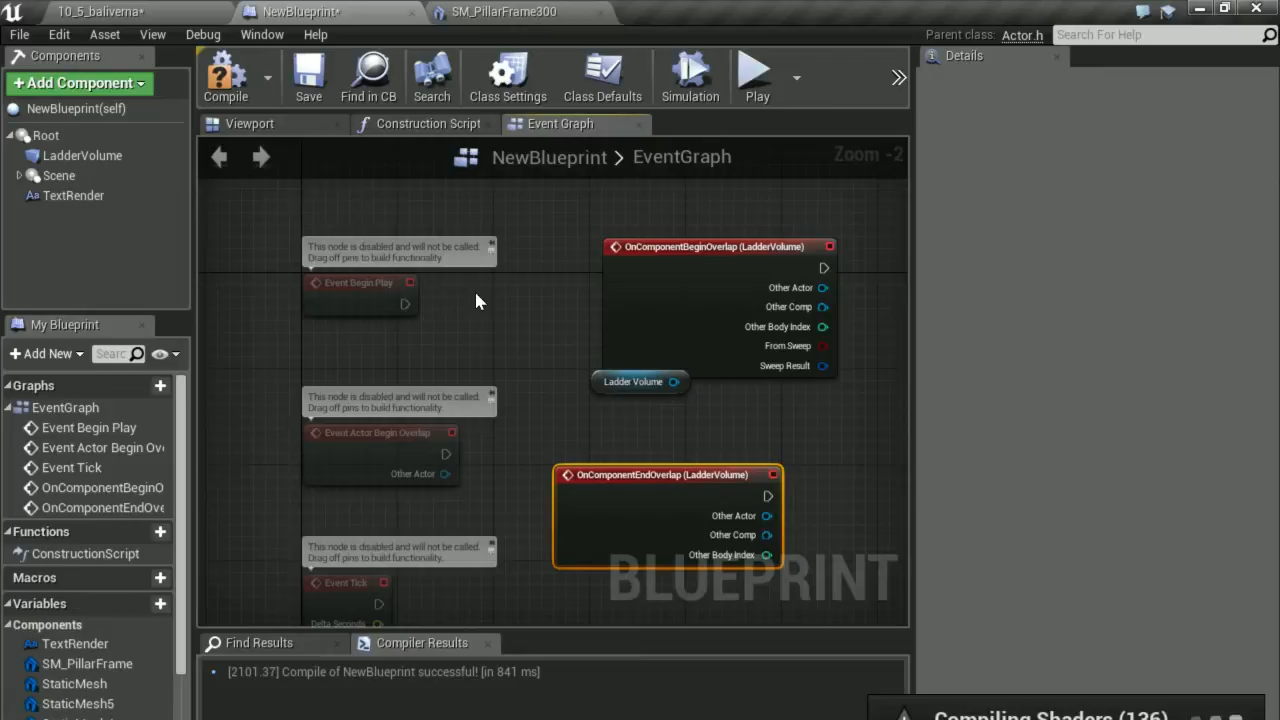 10_5_baliverna*
NewBlueprint*
SM_PillarFrame300
File Edit Asset View Debug Window Help
Parent class: Actor.h
Search For Help
Components
Details
+Add Component
NewBlueprint(self)
Root
LadderVolume
Scene
TextRender
Compile
Save
Find in CB
Search
Class Settings
Class Defaults
Simulation
Play
Viewport
Construction Script
Event Graph
NewBlueprint > EventGraph
Zoom -2
This node is disabled and will not be called.
Drag off pins to build functionality.
Event Begin Play
OnComponentBeginOverlap (LadderVolume)
Other Actor
Other Comp
Other Body Index
From Sweep
Sweep Result
Ladder Volume
This node is disabled and will not be called.
Drag off pins to build functionality.
Event Actor Begin Overlap
Other Actor
OnComponentEndOverlap (LadderVolume)
Other Actor
Other Comp
Other Body Index
This node is disabled and will not be called.
Drag off pins to build functionality.
Event Tick
Delta Seconds
BLUEPRINT
My Blueprint
+Add New
Searc
Graphs
EventGraph
Event Begin Play
Event Actor Begin Ov
Event Tick
OnComponentBeginO
OnComponentEndOve
Functions
ConstructionScript
Macros
Variables
Components
TextRender
SM_PillarFrame
StaticMesh
StaticMesh5
Find Results
Compiler Results
[2101.37] Compile of NewBlueprint successful! [in 841 ms]
Compiling Shaders (136)